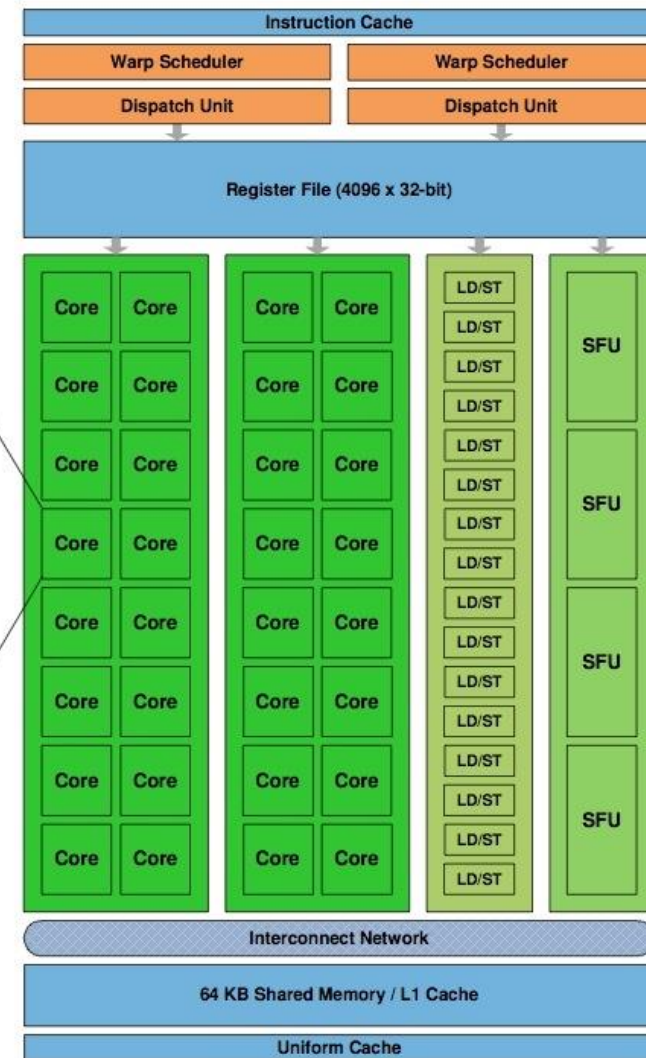 Instruction Cache
Warp Scheduler Warp Scheduler
Dispatch Unit Dispatch Unit
Register File (4096 x 32-bit)
Core Core Core Core LD/ST SFU
LD/ST
Core Core Core Core LD/ST
LD/ST
Core Core Core Core LD/ST SFU
LD/ST
Core Core Core Core LD/ST
LD/ST
Core Core Core Core LD/ST SFU
LD/ST
Core Core Core Core LD/ST
LD/ST
Core Core Core Core LD/ST SFU
LD/ST
Core Core Core Core LD/ST
LD/ST
Interconnect Network
64 KB Shared Memory / L1 Cache
Uniform Cache